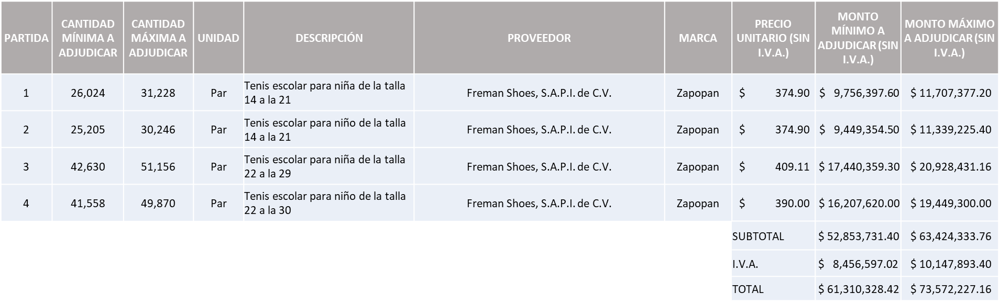 PARTIDA
CANTIDAD
MÍNIMA A
ADJUDICAR
CANTIDAD
MÁXIMA A
ADJUDICAR
UNIDAD
DESCRIPCIÓN
PROVEEDOR
MARCA
PRECIO
UNITARIO (SIN
I.V.A.)
MONTO
MÍNIMO A
ADJUDICAR (SIN
I.V.A.)
MONTO MÁXIMO
A ADJUDICAR (SIN
I.V.A.)
1
26,024
31,228
Par
Tenis escolar para niña de la talla
14 a la 21
Freman Shoes, S.A.P.I. de C.V.
Zapopan
$ 374.90
$ 9,756,397.60
$ 11,707,377.20
2
25,205
30,246
Par
Tenis escolar para niño de la talla
14 a la 21
Freman Shoes, S.A.P.I. de C.V.
Zapopan
$ 374.90
$ 9,449,354.50
$ 11,339,225.40
3
42,630
51,156
Par
Tenis escolar para niña de la talla
22 a la 29
Freman Shoes, S.A.P.I. de C.V.
Zapopan
$ 409.11
$ 17,440,359.30
$ 20,928,431.16
4
41,558
49,870
Par
Tenis escolar para niño de la talla
22 a la 30
Freman Shoes, S.A.P.I. de C.V.
Zapopan
$ 390.00
$ 16,207,620.00
$ 19,449,300.00
SUBTOTAL
$ 52,853,731.40
$ 63,424,333.76
I.V.A.
$ 8,456,597.02
$ 10,147,893.40
TOTAL
$ 61,310,328.42
$ 73,572,227.16